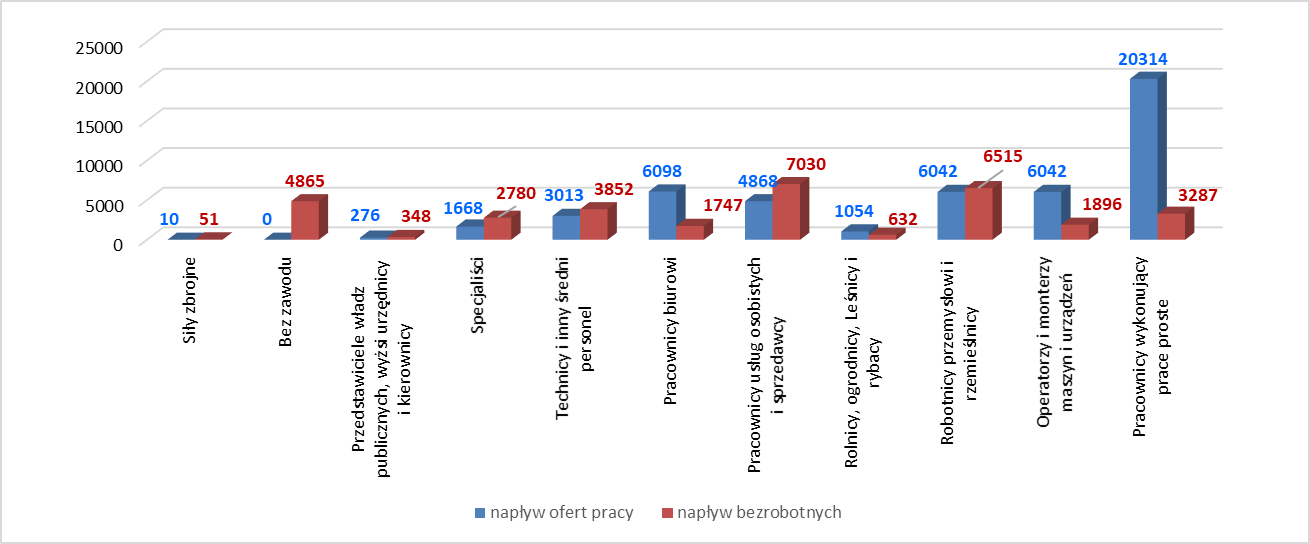 25000
20000
15000
10000
5000
0
10
51
0
4865
276
348
1668
2780
3013
3852
6098
1747
4868
7030
1054
632
6042
6515
6042
1896
20314
3287
Siły zbrojne
Bez zawodu
Przedstawiciele władz
publicznych, wyżsi urzędnicy
i kierownicy
Specjaliści
Technicy i inny średni
personel
Pracownicy biurowi
Pracownicy usług osobistych
i sprzedawcy
Rolnicy, ogrodnicy, Leśnicy i
rybacy
Robotnicy przemysłowi i
rzemieślnicy
Operatorzy i monterzy
maszyn i urządzeń
Pracownicy wykonujący
prace proste
napływ ofert pracy
napływ bezrobotnych